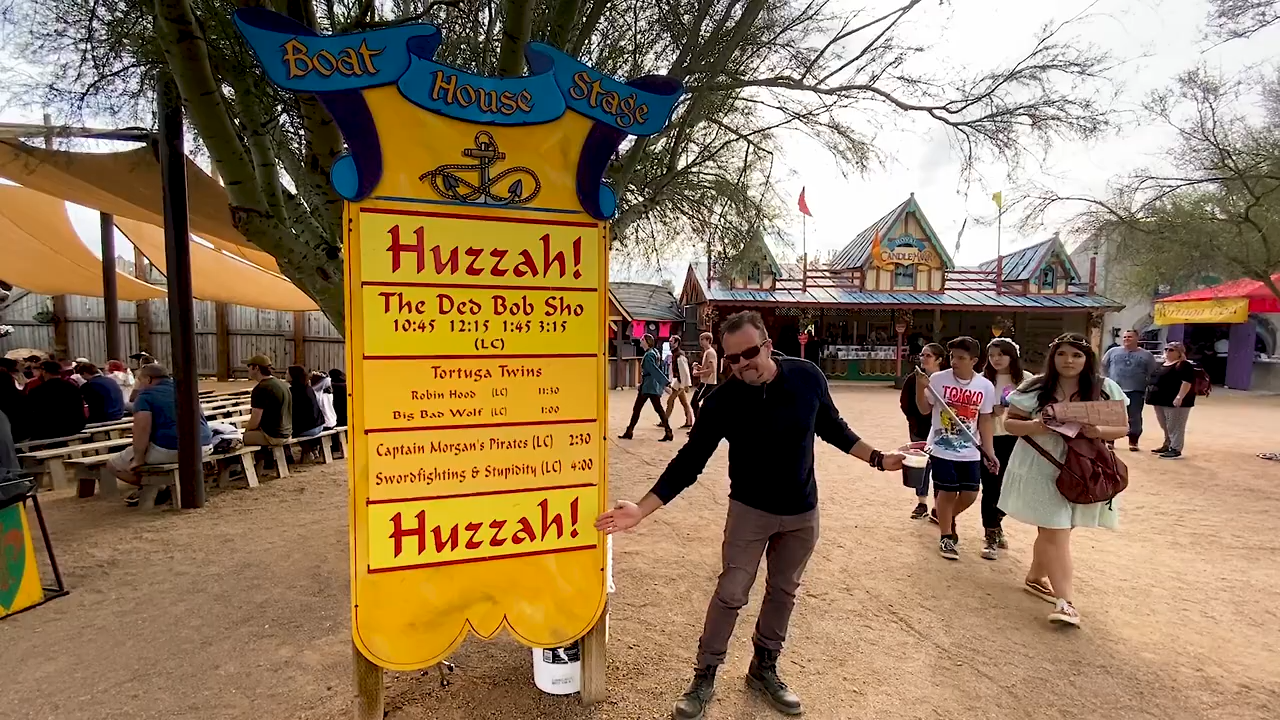 Boat House Stage
Huzzah!
The Ded Bob Sho
10:45 12:15 1:45 3:15
(LC)
Tortuga Twins
Robin Hood (LC) 11:30
Big Bad Wolf (LC) 1:00
Captain Morgan's Pirates (LC) 2:30
Swordfighting & Stupidity (LC) 4:00
Huzzah!
ROYAL
CANDLEWAX
TOKYO